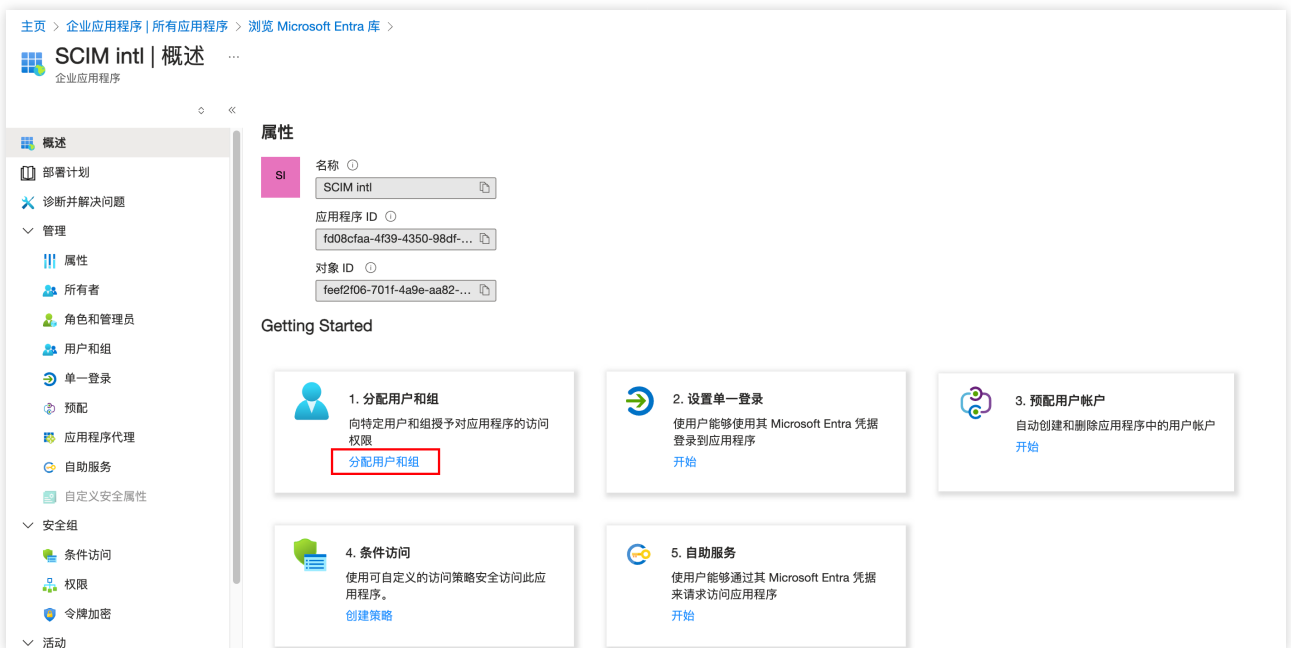 主页 > 企业应用程序 | 所有应用程序 > 浏览 Microsoft Entra 库 >
SCIM intl | 概述 ...
企业应用程序
概述
部署计划
诊断并解决问题
管理
属性
所有者
角色和管理员
用户和组
单一登录
预配
应用程序代理
自助服务
自定义安全属性
安全组
条件访问
权限
令牌加密
活动
属性
SI
名称
SCIM intl
应用程序 ID
fd08cfaa-4f39-4350-98df-...
对象 ID
feef2f06-701f-4a9e-aa82-...
Getting Started
1. 分配用户和组
向特定用户和组授予对应用程序的访问
权限
分配用户和组
2. 设置单一登录
使用户能够使用其 Microsoft Entra 凭据
登录到应用程序
开始
3. 预配用户帐户
自动创建和删除应用程序中的用户帐户
开始
4. 条件访问
使用可自定义的访问策略安全访问此应
用程序。
创建策略
5. 自助服务
使用户能够通过其 Microsoft Entra 凭据
来请求访问应用程序
开始